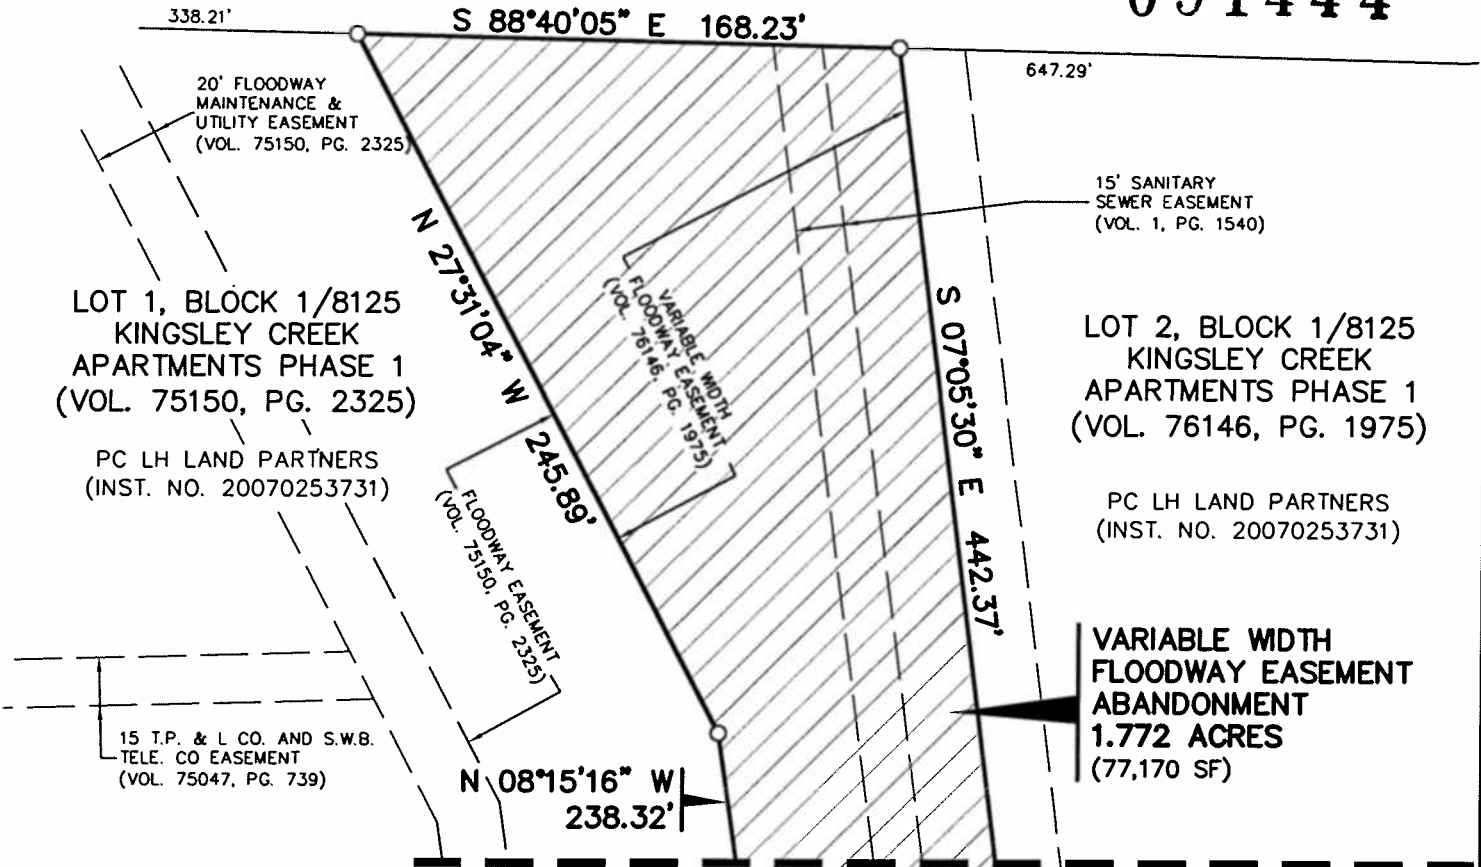 091444
338.21'
S 88°40'05" E 168.23'
647.29'
20' FLOODWAY
MAINTENANCE &
UTILITY EASEMENT
(VOL. 75150, PG. 2325)
15' SANITARY
SEWER EASEMENT
(VOL. 1, PG. 1540)
N 27°31'04" W 245.89'
VARIABLE WIDTH
FLOODWAY EASEMENT
(VOL. 76146, PG. 1975)
S 07°05'30" E 442.37'
LOT 1, BLOCK 1/8125
KINGSLEY CREEK
APARTMENTS PHASE 1
(VOL. 75150, PG. 2325)
PC LH LAND PARTNERS
(INST. NO. 20070253731)
LOT 2, BLOCK 1/8125
KINGSLEY CREEK
APARTMENTS PHASE 1
(VOL. 76146, PG. 1975)
PC LH LAND PARTNERS
(INST. NO. 20070253731)
FLOODWAY EASEMENT
(VOL. 75150, PG. 2325)
VARIABLE WIDTH
FLOODWAY EASEMENT
ABANDONMENT
1.772 ACRES
(77,170 SF)
15 T.P. & L CO. AND S.W.B.
TELE. CO EASEMENT
(VOL. 75047, PG. 739)
N 08°15'16" W
238.32'